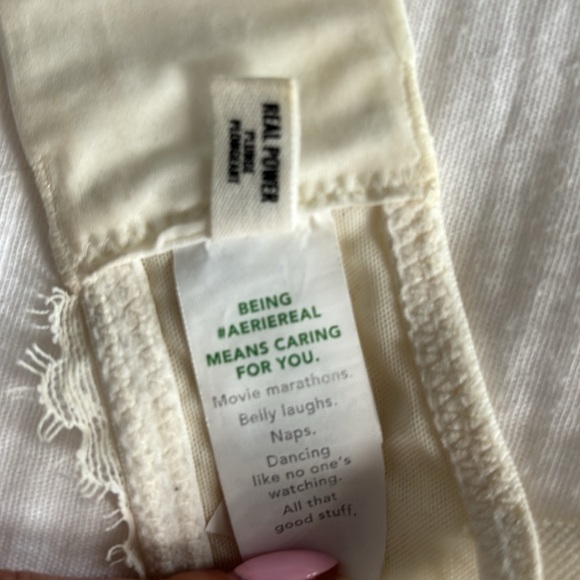 REAL POWER
PLUNGE
PLONGEANT
BEING
#AERIEREAL
MEANS CARING
FOR YOU.
Movie marathons.
Belly laughs.
Naps.
Dancing
like no one's
watching.
All that
good stuff.